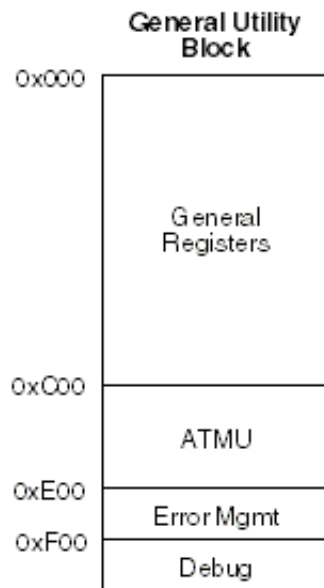 General Utility
Block
0x000
General
Registers
0xC00
ATMU
0xE00
Error Mgmt
0xF00
Debug